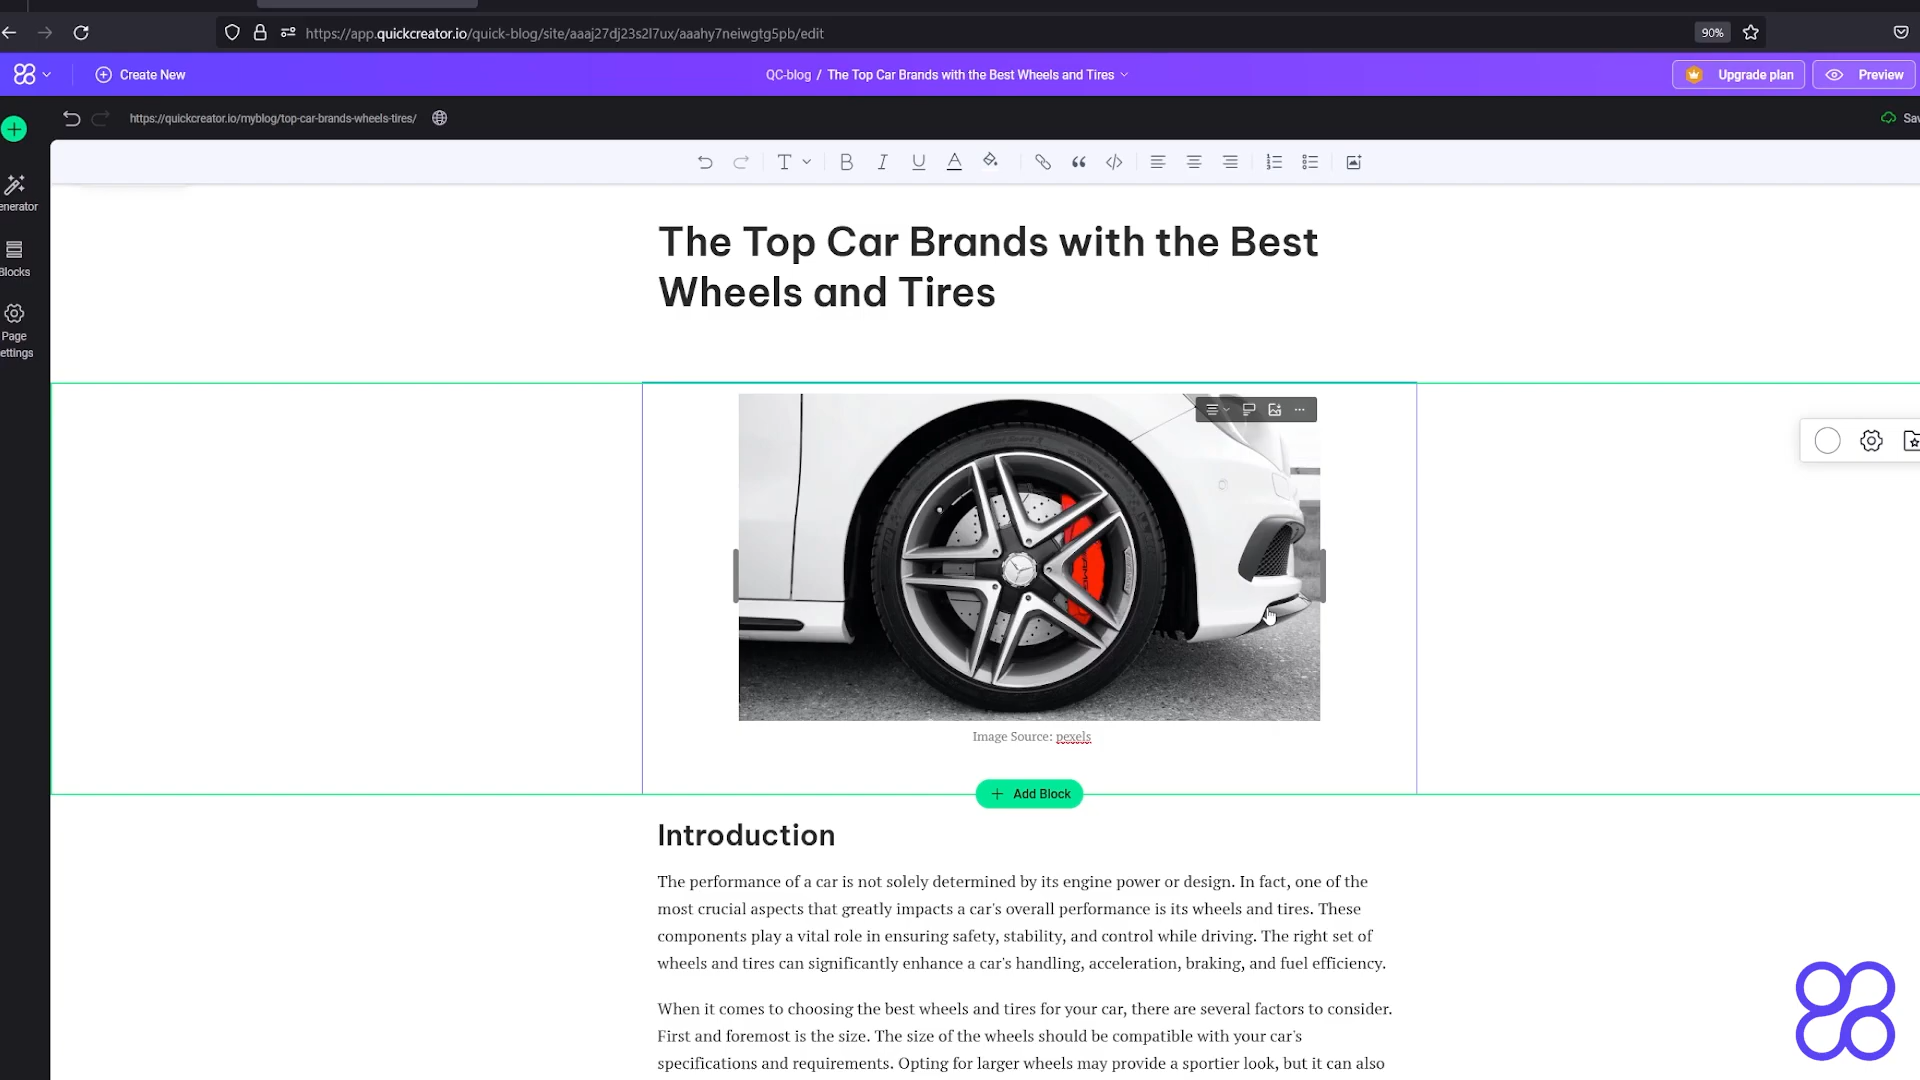 https://app.quickcreator.io/quick-blog/site/aaaj27dj23s2l7ux/aaahy7neiwgtg5pb/edit
90%
Create New
QC-blog / The Top Car Brands with the Best Wheels and Tires
Upgrade plan
Preview
https://quickcreator.io/myblog/top-car-brands-wheels-tires/
Sav
enerator
Blocks
Page
ettings
The Top Car Brands with the Best
Wheels and Tires
AMG
Image Source: pexels
Add Block
Introduction
The performance of a car is not solely determined by its engine power or design. In fact, one of the
most crucial aspects that greatly impacts a car's overall performance is its wheels and tires. These
components play a vital role in ensuring safety, stability, and control while driving. The right set of
wheels and tires can significantly enhance a car's handling, acceleration, braking, and fuel efficiency.
When it comes to choosing the best wheels and tires for your car, there are several factors to consider.
First and foremost is the size. The size of the wheels should be compatible with your car's
specifications and requirements. Opting for larger wheels may provide a sportier look, but it can also